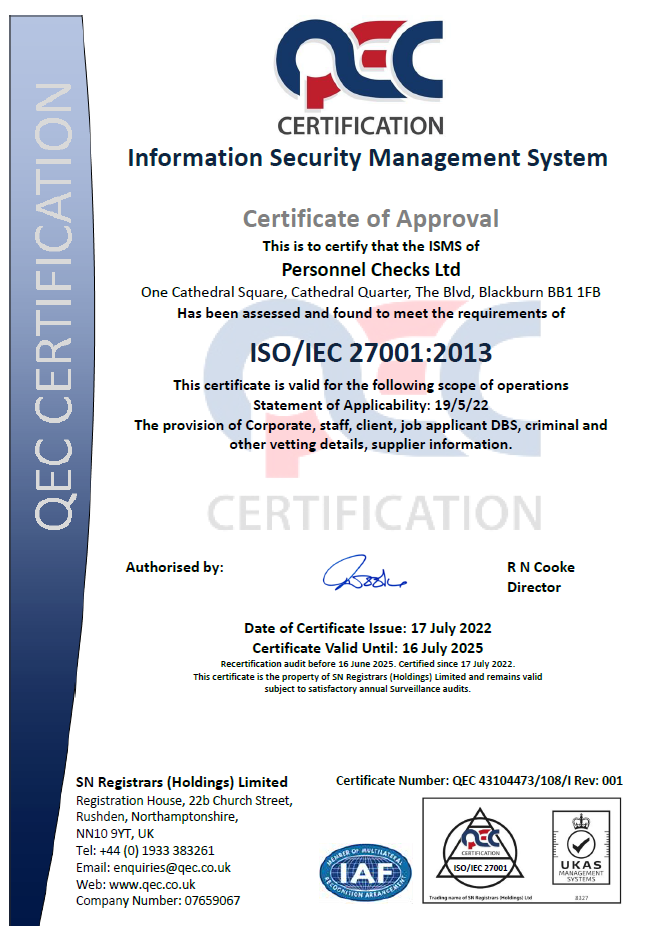 QEC CERTIFICATION
QEC
CERTIFICATION
Information Security Management System
Certificate of Approval
This is to certify that the ISMS of
Personnel Checks Ltd
One Cathedral Square, Cathedral Quarter, The Blvd, Blackburn BB1 1FB
Has been assessed and found to meet the requirements of
ISO/IEC 27001:2013
This certificate is valid for the following scope of operations
Statement of Applicability: 19/5/22
The provision of Corporate, staff, client, job applicant DBS, criminal and
other vetting details, supplier information.
QEC
CERTIFICATION
Authorised by:
R N Cooke
Director
Date of Certificate Issue: 17 July 2022
Certificate Valid Until: 16 July 2025
Recertification audit before 16 June 2025. Certified since 17 July 2022.
This certificate is the property of SN Registrars (Holdings) Limited and remains valid
subject to satisfactory annual Surveillance audits.
SN Registrars (Holdings) Limited
Registration House, 22b Church Street,
Rushden, Northamptonshire,
NN10 9YT, UK
Tel: +44 (0) 1933 383261
Email: enquiries@qec.co.uk
Web: www.qec.co.uk
Company Number: 07659067
Certificate Number: QEC 43104473/108/I Rev: 001
MEMBER OF MULTILATERAL
IAF
RECOGNITION ARRANGEMENT
QEC
CERTIFICATION
ISO/IEC 27001
Trading name of SN Registrars (Holdings) Ltd
UKAS
MANAGEMENT
SYSTEMS
8327